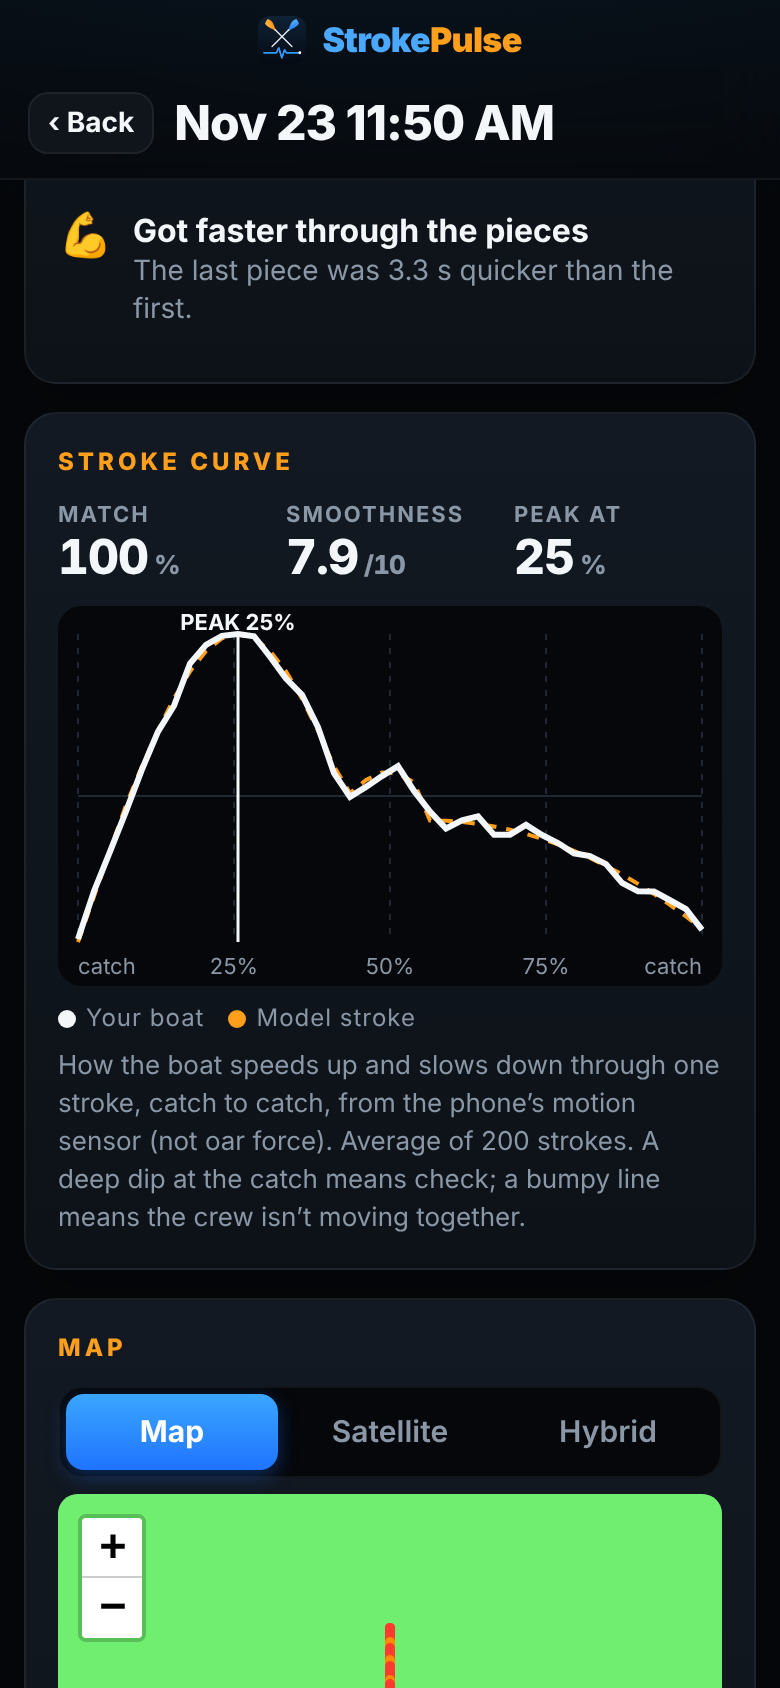 StrokePulse
‹ Back
Nov 23 11:50 AM
💪 Got faster through the pieces
The last piece was 3.3 s quicker than the
first.
STROKE CURVE
MATCH SMOOTHNESS PEAK AT
100 % 7.9 /10 25 %
PEAK 25%
catch 25% 50% 75% catch
Your boat Model stroke
How the boat speeds up and slows down through one
stroke, catch to catch, from the phone’s motion
sensor (not oar force). Average of 200 strokes. A
deep dip at the catch means check; a bumpy line
means the crew isn’t moving together.
MAP
Map Satellite Hybrid
+
−